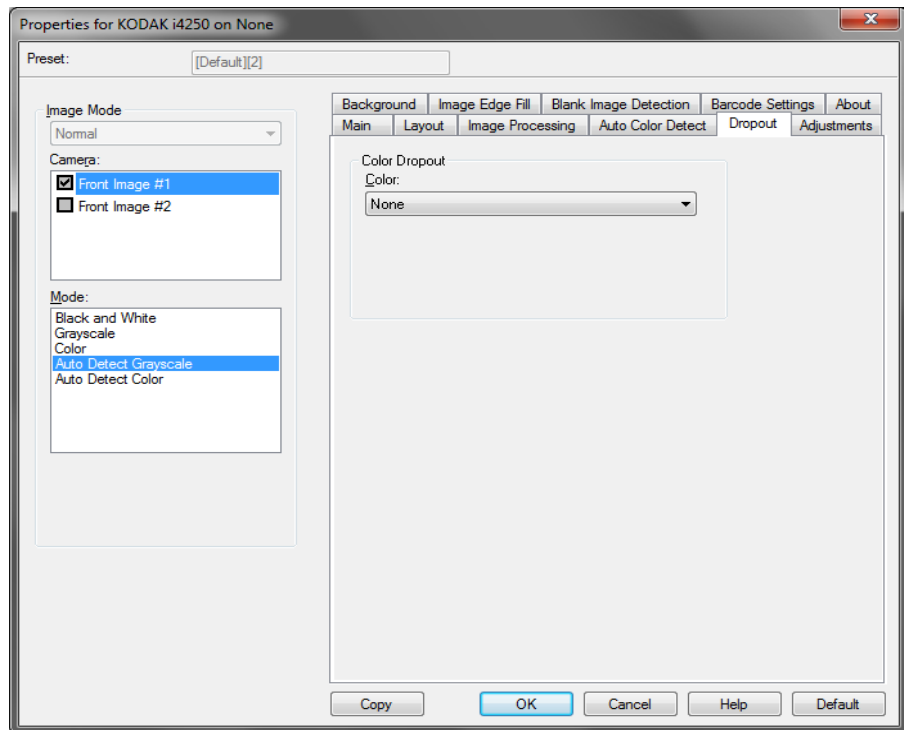 Properties for KODAK i4250 on None
Preset: [Default][2]
Image Mode
Normal
Camera:
Front Image #1
Front Image #2
Mode:
Black and White
Grayscale
Color
Auto Detect Grayscale
Auto Detect Color
Background Image Edge Fill Blank Image Detection Barcode Settings About
Main Layout Image Processing Auto Color Detect Dropout Adjustments
Color Dropout
Color:
None
Copy OK Cancel Help Default